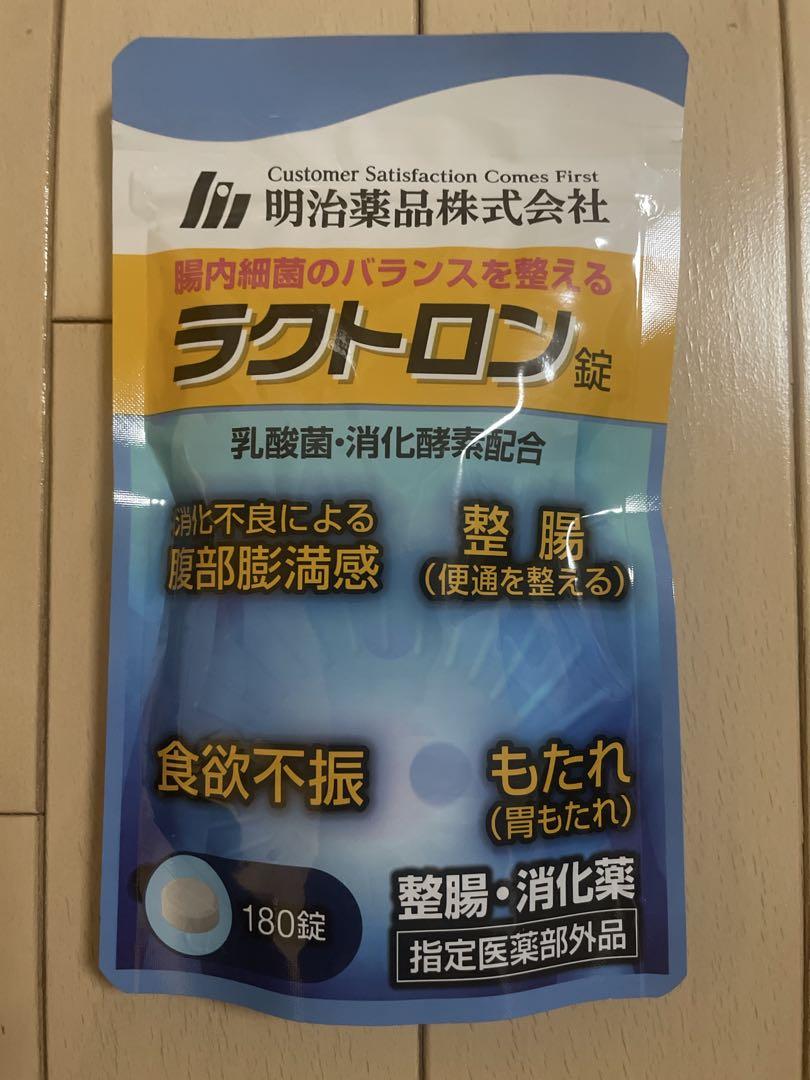 Customer Satisfaction Comes First
明治薬品株式会社
腸内細菌のバランスを整える
ラクトロン錠
乳酸菌・消化酵素配合
消化不良による
腹部膨満感
整腸
(便通を整える)
食欲不振
もたれ
(胃もたれ)
180錠
整腸・消化薬
指定医薬部外品